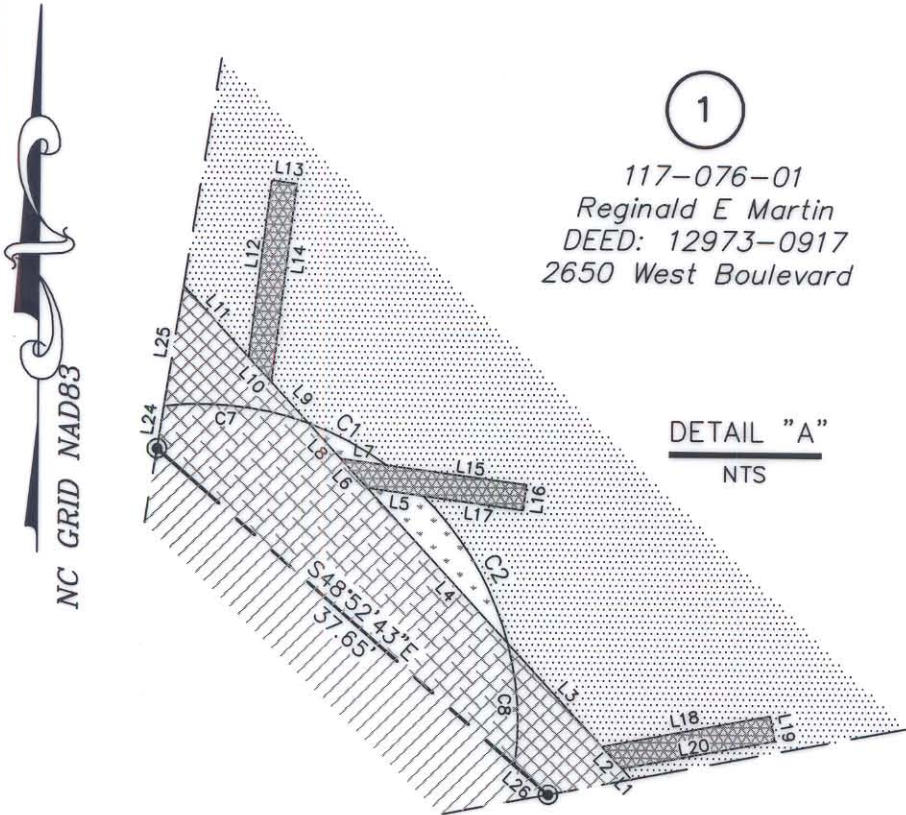 1
117-076-01
Reginald E Martin
DEED: 12973-0917
2650 West Boulevard
DETAIL "A"
NTS
NC GRID NAD83
L13
L12
L14
L11
L25
L10
L9
C1
L24
C7
L8
L7
L15
L16
L6
L5
L17
C2
L4
S48°52'43"E
37.65'
L3
C8
L18
L19
L20
L2
L1
L26